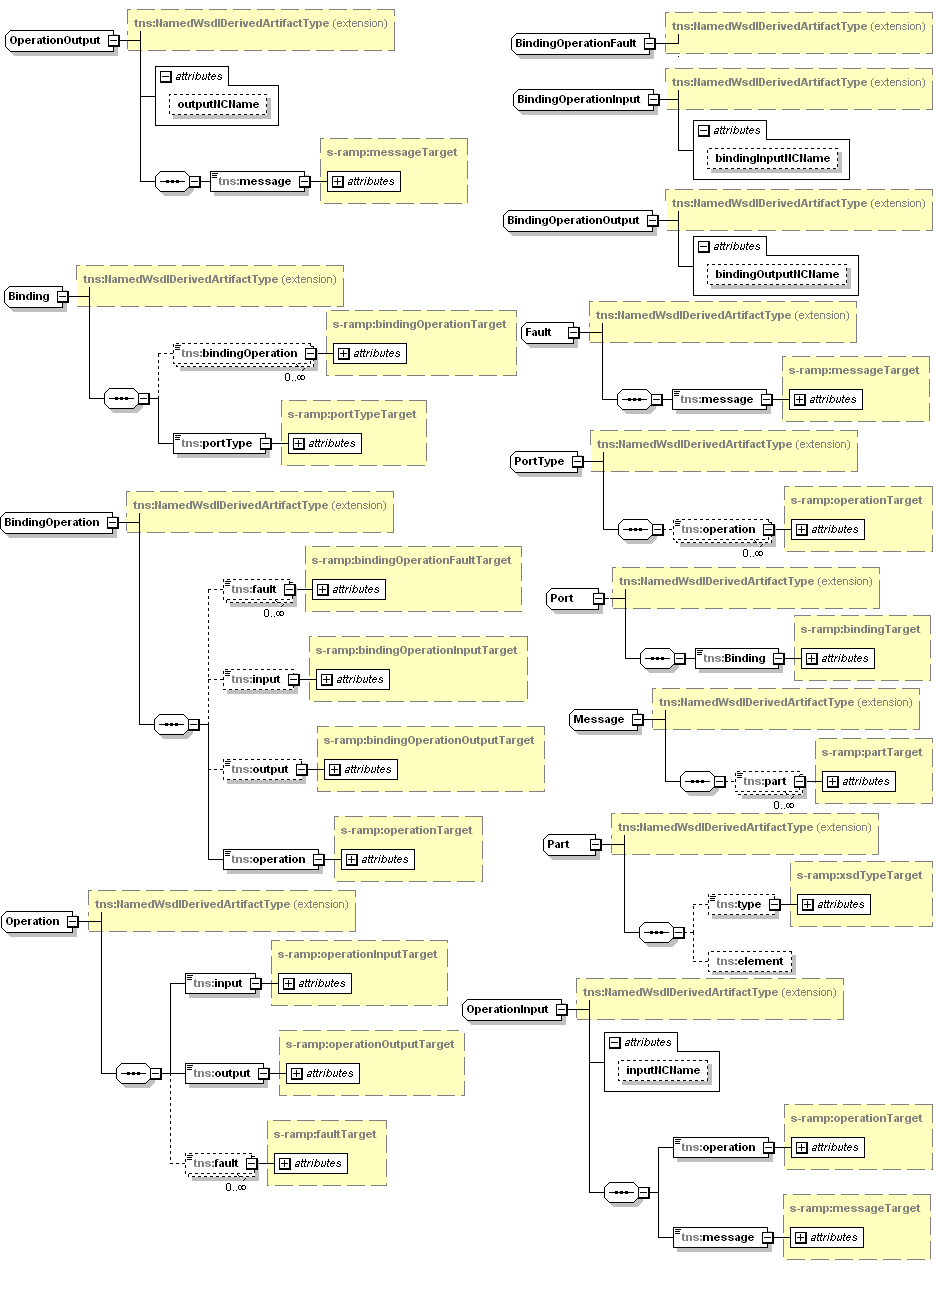 tns:NamedWsdlDerivedArtifactType (extension)
OperationOutput
attributes
outputNCName
s-ramp:messageTarget
tns:message
attributes
tns:NamedWsdlDerivedArtifactType (extension)
Binding
s-ramp:bindingOperationTarget
tns:bindingOperation
attributes
0..∞
s-ramp:portTypeTarget
tns:portType
attributes
tns:NamedWsdlDerivedArtifactType (extension)
BindingOperation
s-ramp:bindingOperationFaultTarget
tns:fault
attributes
0..∞
s-ramp:bindingOperationInputTarget
tns:input
attributes
s-ramp:bindingOperationOutputTarget
tns:output
attributes
s-ramp:operationTarget
tns:operation
attributes
tns:NamedWsdlDerivedArtifactType (extension)
Operation
s-ramp:operationInputTarget
tns:input
attributes
s-ramp:operationOutputTarget
tns:output
attributes
s-ramp:faultTarget
tns:fault
attributes
0..∞
tns:NamedWsdlDerivedArtifactType (extension)
BindingOperationFault
tns:NamedWsdlDerivedArtifactType (extension)
BindingOperationInput
attributes
bindingInputNCName
tns:NamedWsdlDerivedArtifactType (extension)
BindingOperationOutput
attributes
bindingOutputNCName
tns:NamedWsdlDerivedArtifactType (extension)
Fault
s-ramp:messageTarget
tns:message
attributes
tns:NamedWsdlDerivedArtifactType (extension)
PortType
s-ramp:operationTarget
tns:operation
attributes
0..∞
tns:NamedWsdlDerivedArtifactType (extension)
Port
s-ramp:bindingTarget
tns:Binding
attributes
tns:NamedWsdlDerivedArtifactType (extension)
Message
s-ramp:partTarget
tns:part
attributes
0..∞
tns:NamedWsdlDerivedArtifactType (extension)
Part
s-ramp:xsdTypeTarget
tns:type
attributes
tns:element
tns:NamedWsdlDerivedArtifactType (extension)
OperationInput
attributes
inputNCName
s-ramp:operationTarget
tns:operation
attributes
s-ramp:messageTarget
tns:message
attributes